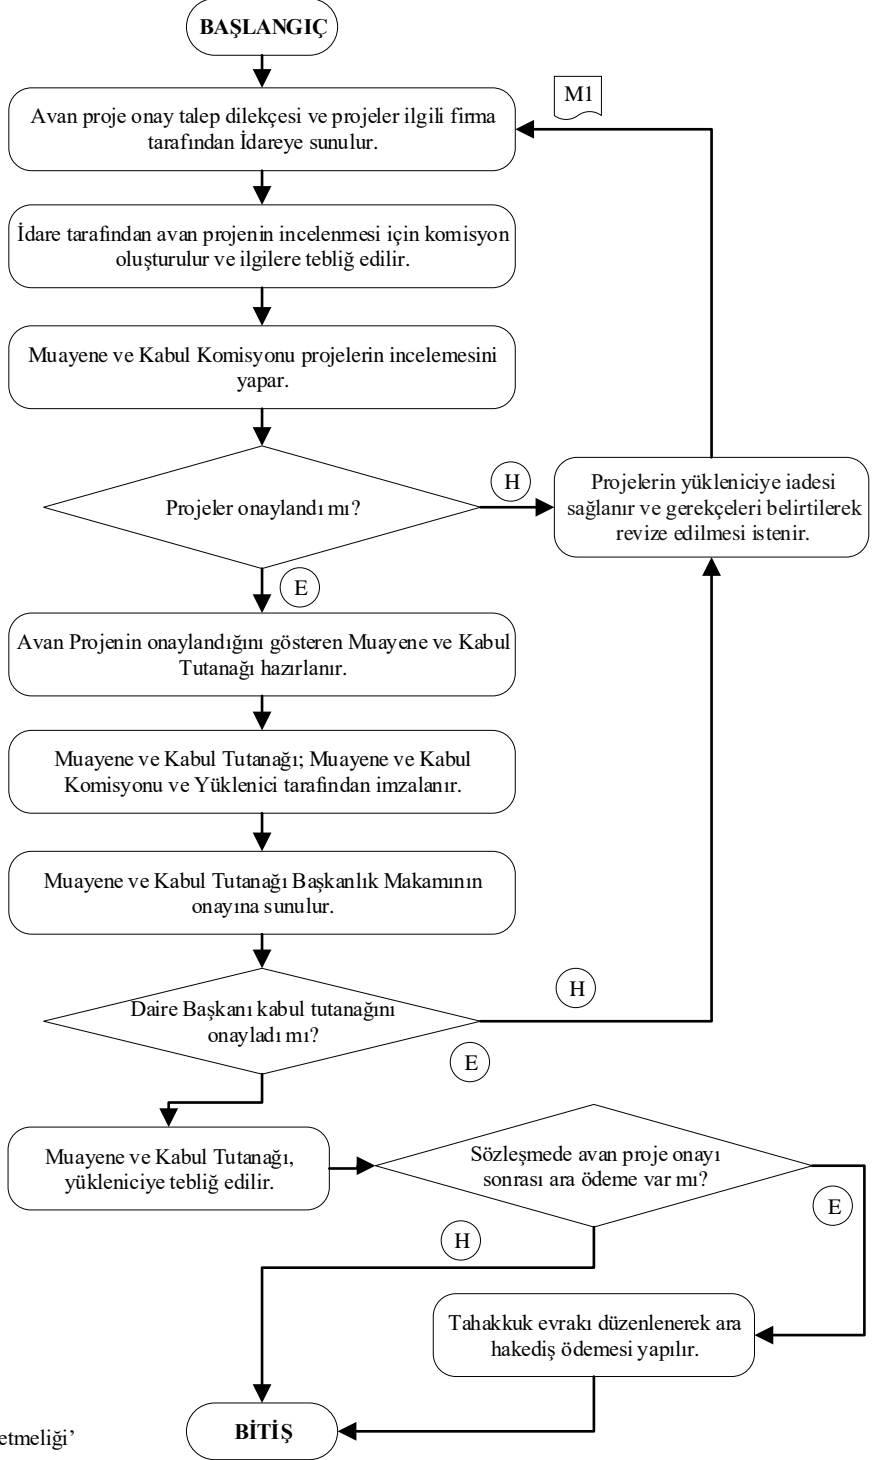 BAŞLANGIÇ
M1
Avan proje onay talep dilekçesi ve projeler ilgili firma
tarafından İdareye sunulur.
İdare tarafından avan projenin incelenmesi için komisyon
oluşturulur ve ilgilere tebliğ edilir.
Muayene ve Kabul Komisyonu projelerin incelemesini
yapar.
Projeler onaylandı mı?
H
Projelerin yükleniciye iadesi
sağlanır ve gerekçeleri belirtilerek
revize edilmesi istenir.
E
Avan Projenin onaylandığını gösteren Muayene ve Kabul
Tutanağı hazırlanır.
Muayene ve Kabul Tutanağı; Muayene ve Kabul
Komisyonu ve Yüklenici tarafından imzalanır.
Muayene ve Kabul Tutanağı Başkanlık Makamının
onayına sunulur.
Daire Başkanı kabul tutanağını
onayladı mı?
H
E
Muayene ve Kabul Tutanağı,
yükleniciye tebliğ edilir.
Sözleşmede avan proje onayı
sonrası ara ödeme var mı?
E
H
Tahakkuk evrakı düzenlenerek ara
hakediş ödemesi yapılır.
BİTİŞ
etmeliği’